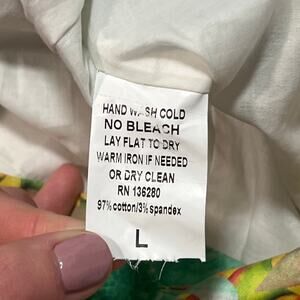 HAND WASH COLD
NO BLEACH
LAY FLAT TO DRY
WARM IRON IF NEEDED
OR DRY CLEAN
RN 136280
97% cotton/3% spandex
L